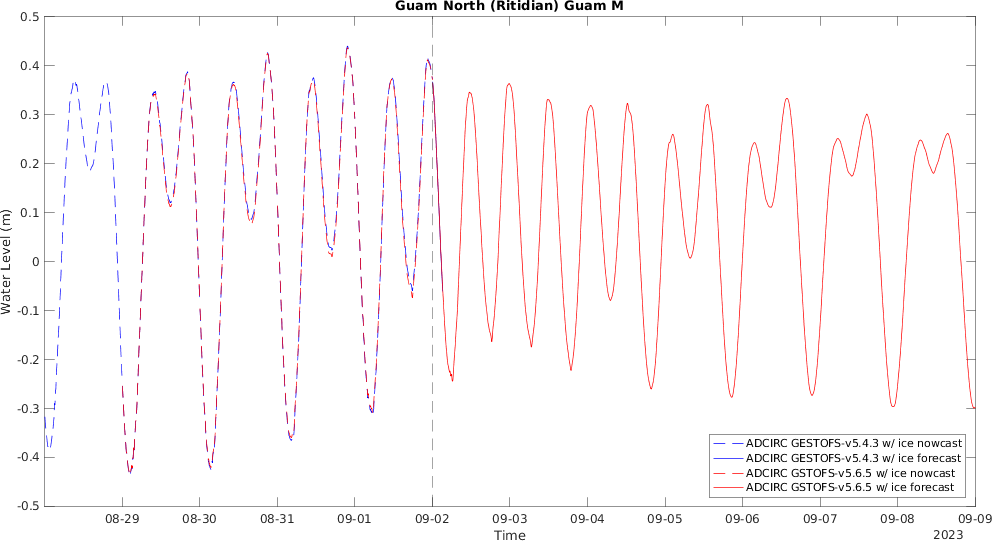 Guam North (Ritidian) Guam M
0.5
0.4
0.3
0.2
0.1
0
-0.1
-0.2
-0.3
-0.4
-0.5
Water Level (m)
ADCIRC GESTOFS-v5.4.3 w/ ice nowcast
ADCIRC GESTOFS-v5.4.3 w/ ice forecast
ADCIRC GSTOFS-v5.6.5 w/ ice nowcast
ADCIRC GSTOFS-v5.6.5 w/ ice forecast
08-29 08-30 08-31 09-01 09-02 09-03 09-04 09-05 09-06 09-07 09-08 09-09
Time
2023